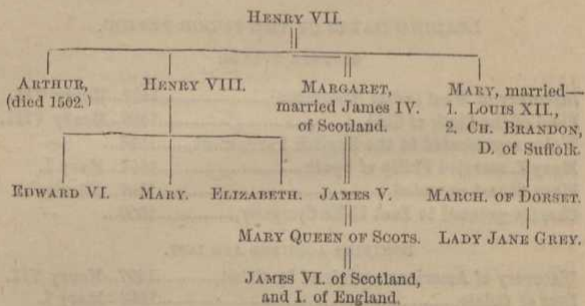 HENRY VII.
ARTHUR, HENRY VIII. MARGARET, MARY, married—
(died 1502.) married James IV. 1. LOUIS XII.,
of Scotland. 2. CH. BRANDON,
D. of Suffolk.
EDWARD VI. MARY. ELIZABETH. JAMES V. MARCH. OF DORSET.
MARY QUEEN OF SCOTS. LADY JANE GREY.
JAMES VI. of Scotland,
and I. of England.